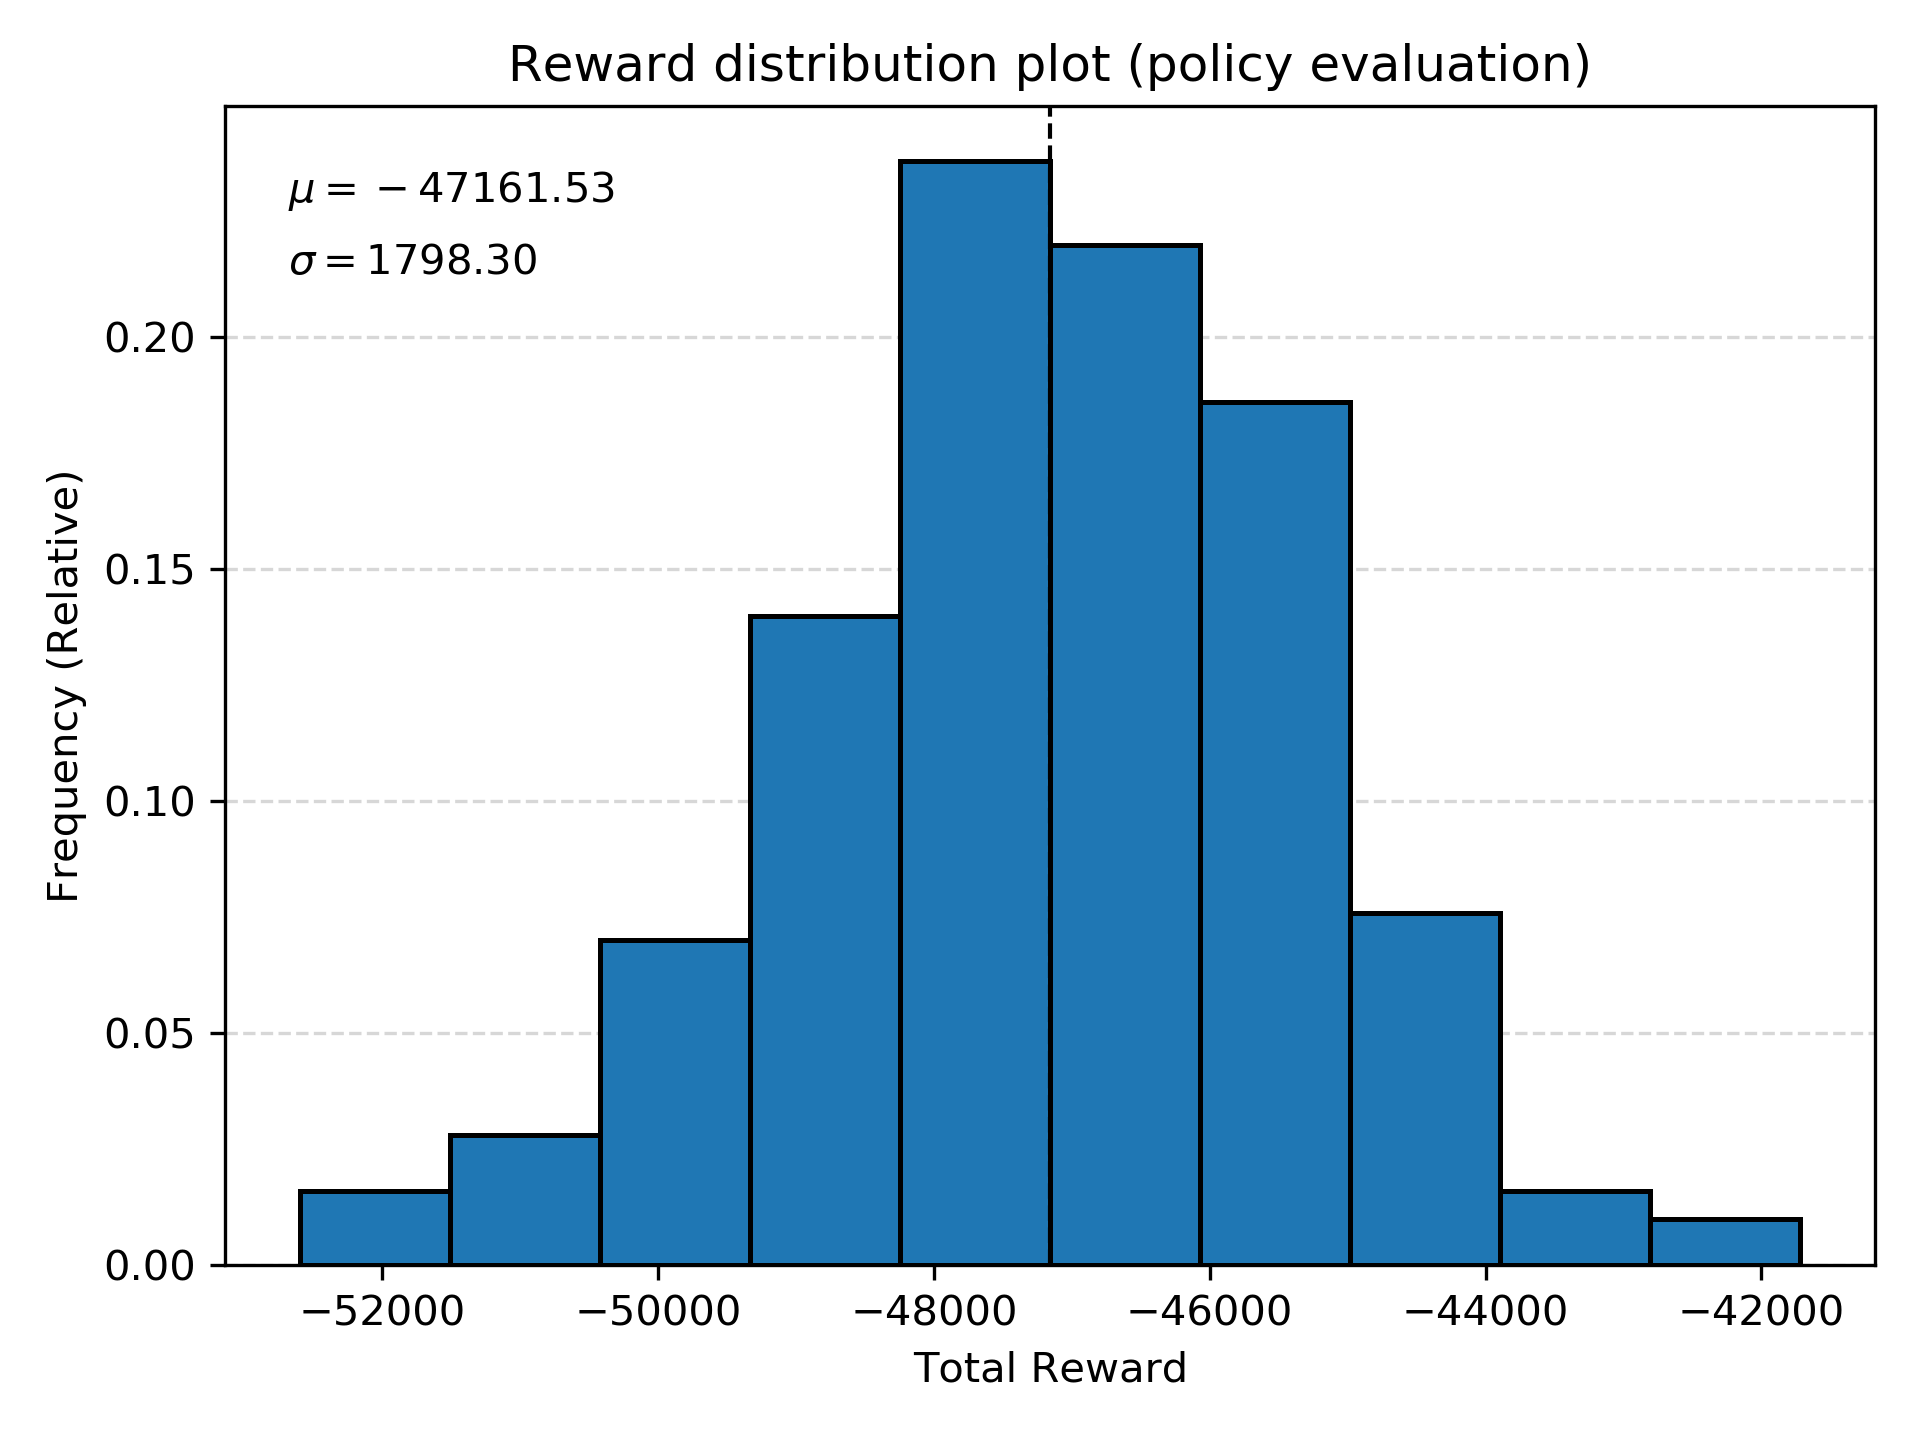 Reward distribution plot (policy evaluation)
μ = −47161.53
σ = 1798.30
0.20
0.15
0.10
0.05
0.00
Frequency (Relative)
−52000 −50000 −48000 −46000 −44000 −42000
Total Reward